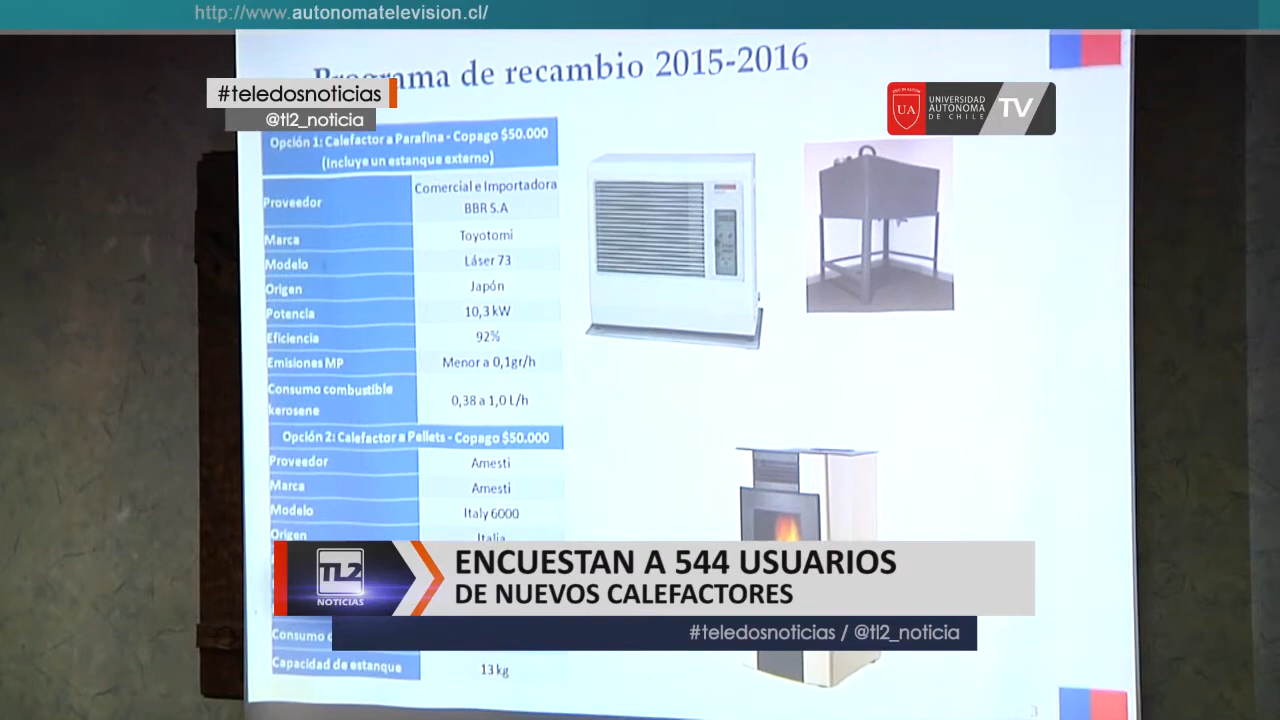 http://www.autonomatelevision.cl/
Programa de recambio 2015-2016
#teledosnoticias
@tl2_noticia
UA
UNIVERSIDAD
AUTÓNOMA
DE CHILE
TV
Opción 1: Calefactor a Parafina - Copago $50.000
(Incluye un estanque externo)
Proveedor Comercial e Importadora BBR S.A
Marca Toyotomi
Modelo Láser 73
Origen Japón
Potencia 10,3 kW
Eficiencia 92%
Emisiones MP Menor a 0,1gr/h
Consumo combustible kerosene 0,38 a 1,0 L/h
Opción 2: Calefactor a Pellets - Copago $50.000
Proveedor Amesti
Marca Amesti
Modelo Italy 6000
Origen Italia
TL2
NOTICIAS
ENCUESTAN A 544 USUARIOS
DE NUEVOS CALEFACTORES
#teledosnoticias / @tl2_noticia
Consumo
Capacidad de estanque 13 kg
3